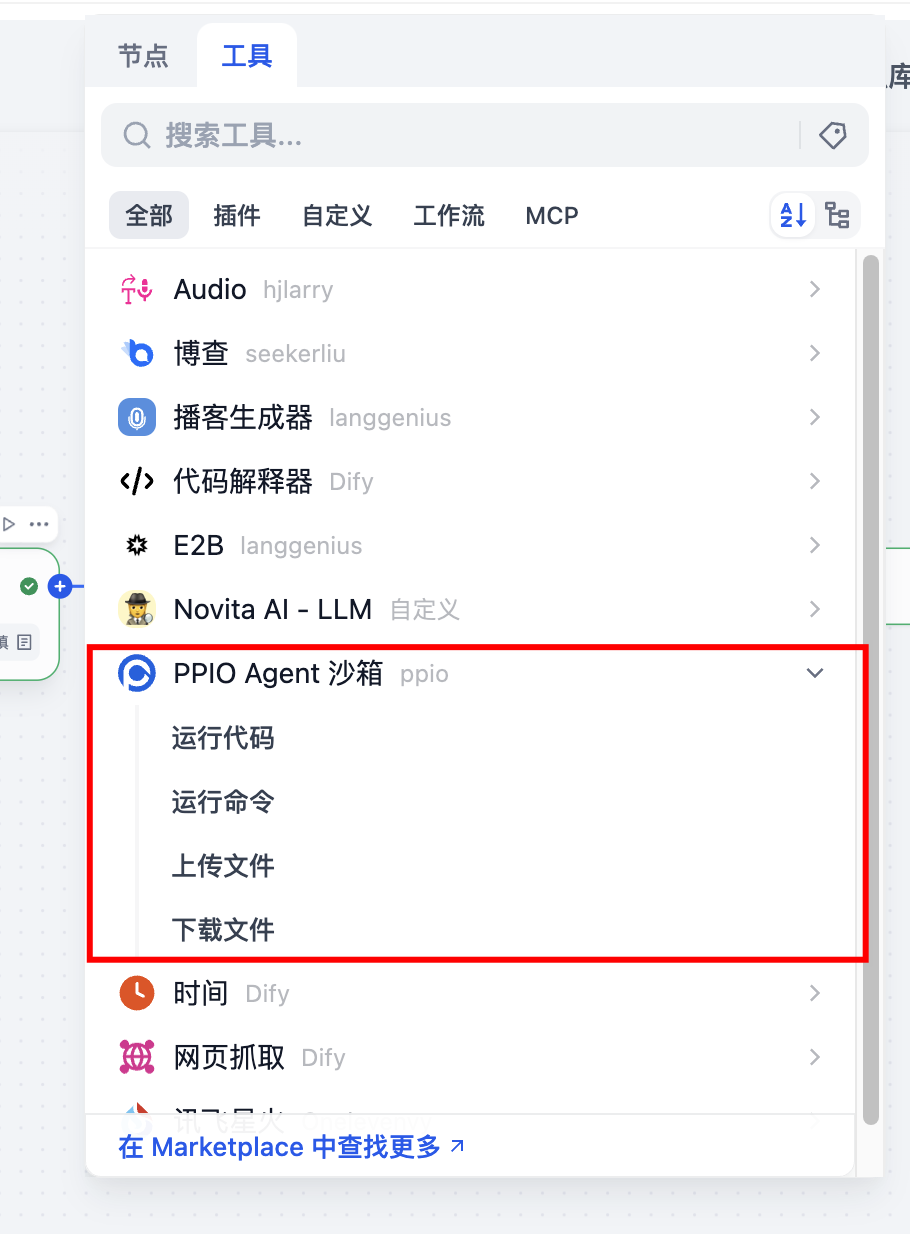 节点 工具
库
搜索工具...
全部 插件 自定义 工作流 MCP
Audio hjlarry
博查 seekerliu
播客生成器 langgenius
代码解释器 Dify
E2B langgenius
Novita AI - LLM 自定义
PPIO Agent 沙箱 ppio
运行代码
运行命令
上传文件
下载文件
时间 Dify
网页抓取 Dify
讯飞星火
在 Marketplace 中查找更多